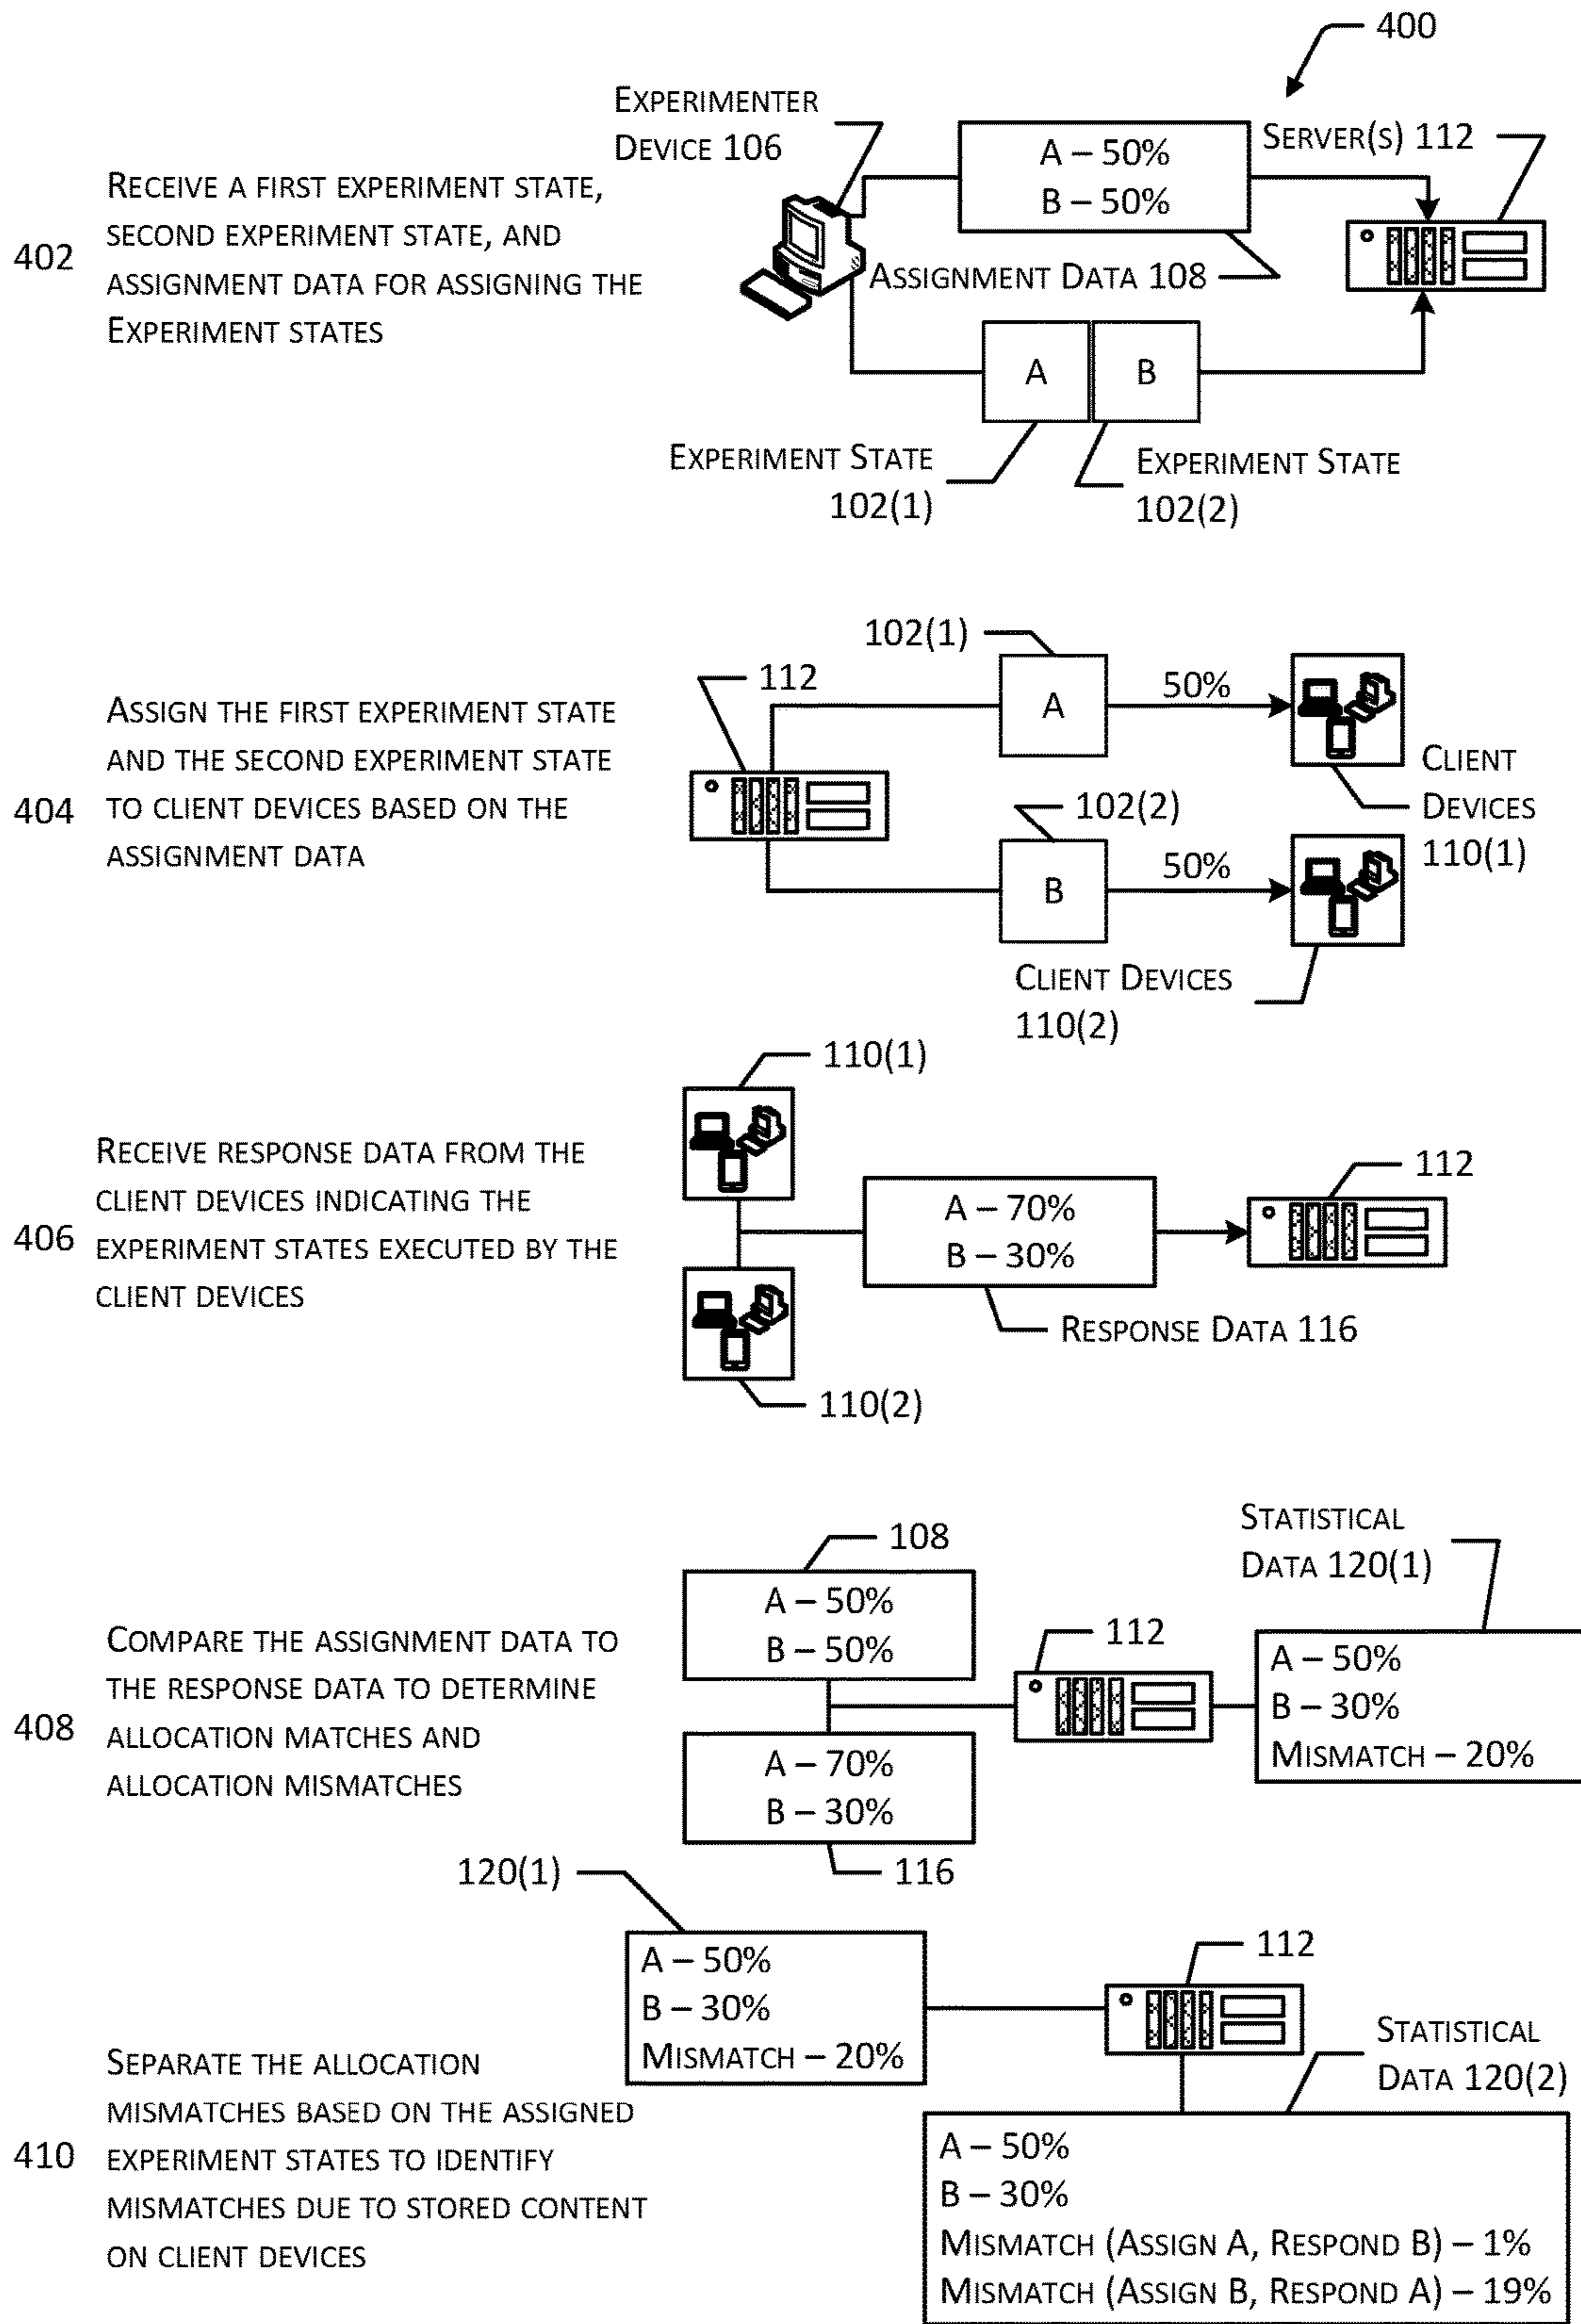 400
EXPERIMENTER
DEVICE 106
A – 50%
B – 50%
SERVER(S) 112
ASSIGNMENT DATA 108
402
RECEIVE A FIRST EXPERIMENT STATE,
SECOND EXPERIMENT STATE, AND
ASSIGNMENT DATA FOR ASSIGNING THE
EXPERIMENT STATES
A
B
EXPERIMENT STATE
102(1)
EXPERIMENT STATE
102(2)
404
ASSIGN THE FIRST EXPERIMENT STATE
AND THE SECOND EXPERIMENT STATE
TO CLIENT DEVICES BASED ON THE
ASSIGNMENT DATA
112
102(1)
A
50%
CLIENT
DEVICES
110(1)
102(2)
B
50%
CLIENT DEVICES
110(2)
406
RECEIVE RESPONSE DATA FROM THE
CLIENT DEVICES INDICATING THE
EXPERIMENT STATES EXECUTED BY THE
CLIENT DEVICES
110(1)
A – 70%
B – 30%
112
RESPONSE DATA 116
110(2)
408
COMPARE THE ASSIGNMENT DATA TO
THE RESPONSE DATA TO DETERMINE
ALLOCATION MATCHES AND
ALLOCATION MISMATCHES
108
A – 50%
B – 50%
A – 70%
B – 30%
116
112
STATISTICAL
DATA 120(1)
A – 50%
B – 30%
MISMATCH – 20%
410
SEPARATE THE ALLOCATION
MISMATCHES BASED ON THE ASSIGNED
EXPERIMENT STATES TO IDENTIFY
MISMATCHES DUE TO STORED CONTENT
ON CLIENT DEVICES
120(1)
A – 50%
B – 30%
MISMATCH – 20%
112
STATISTICAL
DATA 120(2)
A – 50%
B – 30%
MISMATCH (ASSIGN A, RESPOND B) – 1%
MISMATCH (ASSIGN B, RESPOND A) – 19%